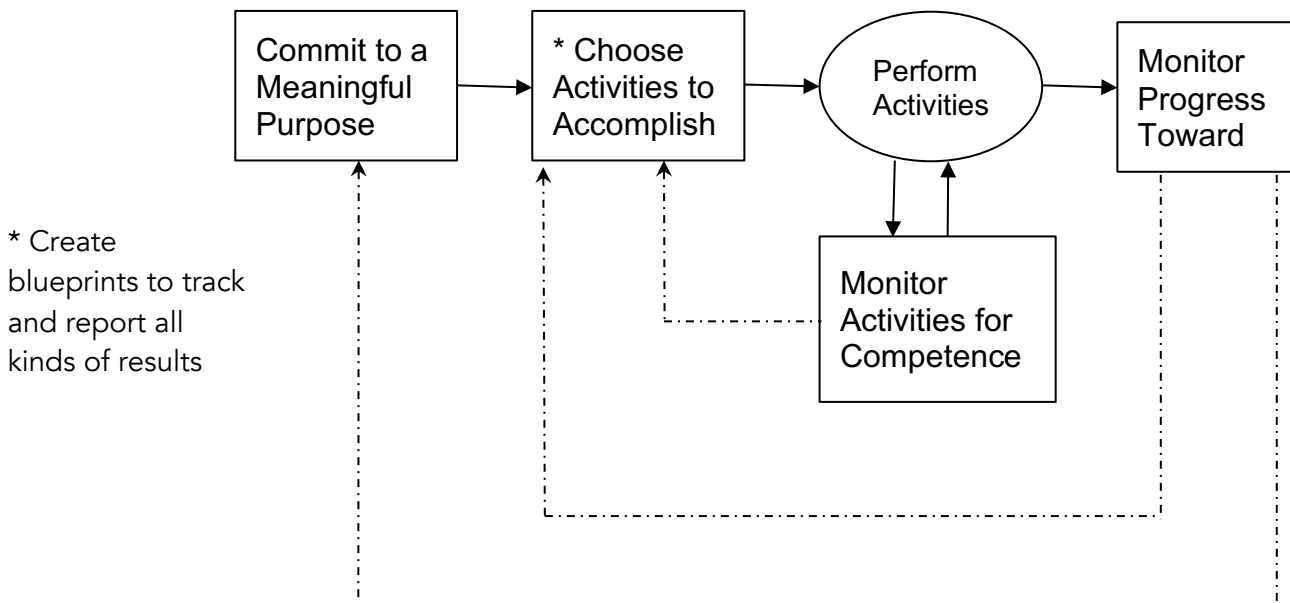 Commit to a
Meaningful
Purpose
* Choose
Activities to
Accomplish
Perform
Activities
Monitor
Progress
Toward
* Create
blueprints to track
and report all
kinds of results
Monitor
Activities for
Competence